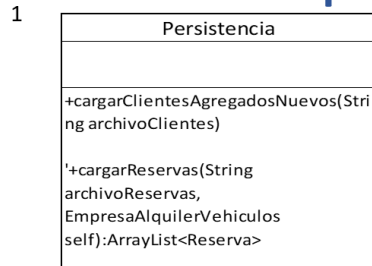 1
Persistencia
+cargarClientesAgregadosNuevos(Stri
ng archivoClientes)
'+cargarReservas(String
archivoReservas,
EmpresaAlquilerVehiculos
self):ArrayList<Reserva>